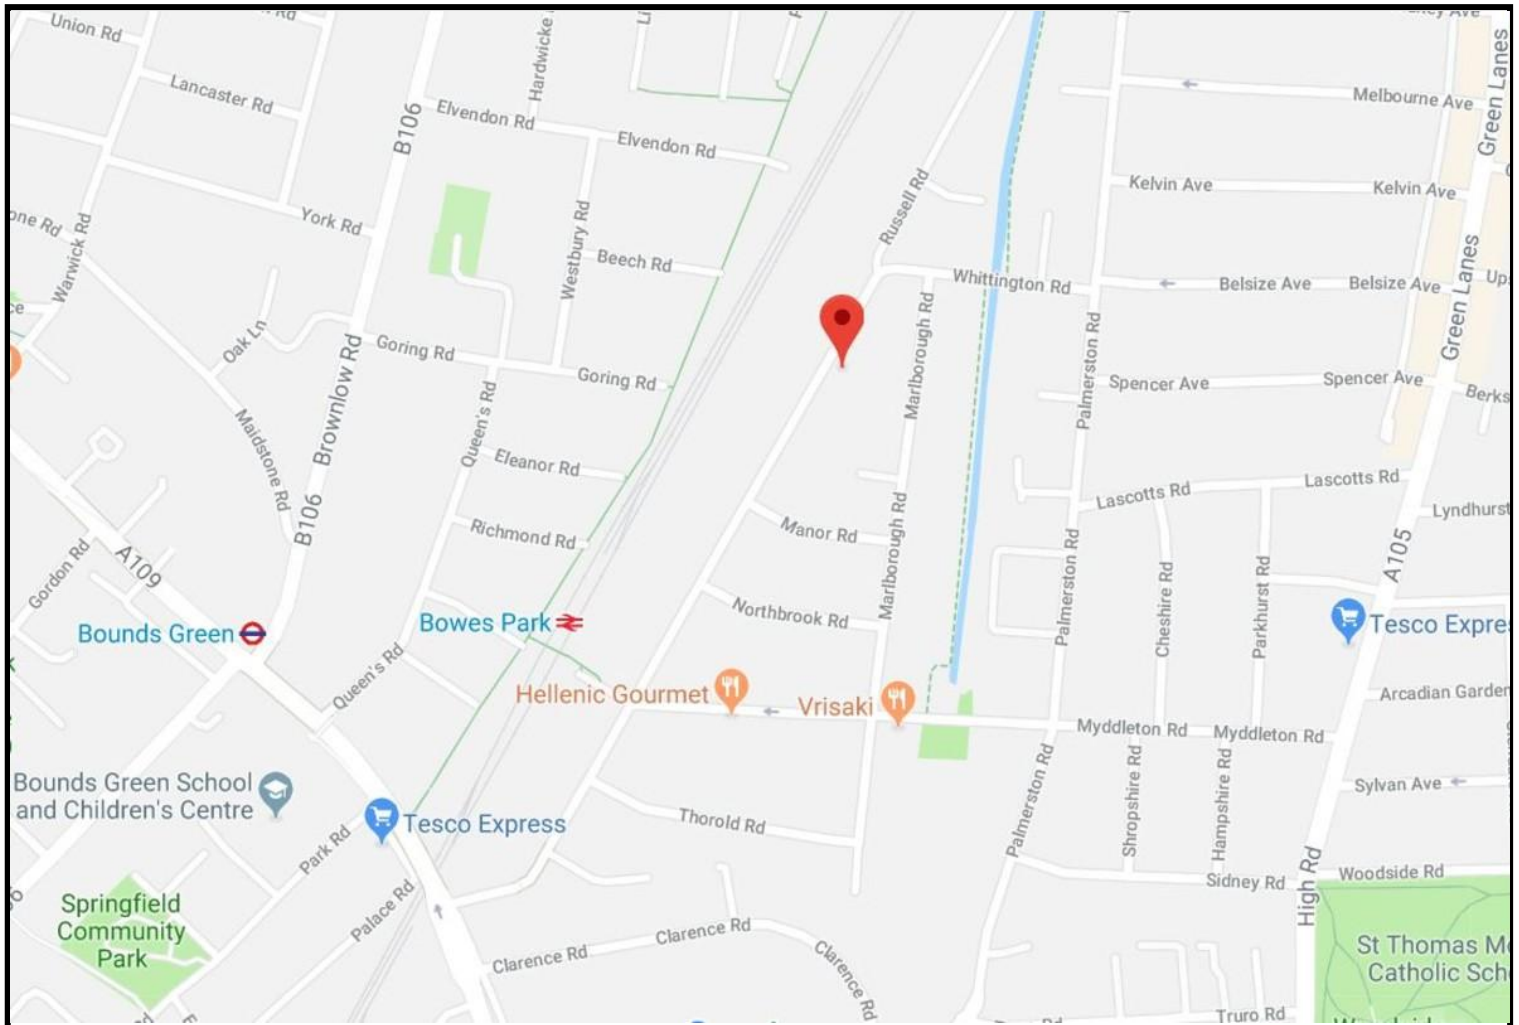 Union Rd
Lancaster Rd
York Rd
Warwick Rd
B106
Hardwicke
Elvendon Rd
Elvendon Rd
Westbury Rd
Beech Rd
Russell Rd
Whittington Rd
Melbourne Ave
Green Lanes
Kelvin Ave
Kelvin Ave
Belsize Ave
Belsize Ave
Green Lanes
Oak Ln
Goring Rd
Goring Rd
Brownlow Rd
Maidstone Rd
Queen's Rd
Marlborough Rd
Palmerston Rd
Spencer Ave
Spencer Ave
Berks
Eleanor Rd
B106
Richmond Rd
Manor Rd
Marlborough Rd
Lascotts Rd
Lascotts Rd
Lyndhurst
A105
A109
Gordon Rd
Bounds Green
Bowes Park
Northbrook Rd
Palmerston Rd
Cheshire Rd
Parkhurst Rd
Tesco Expre
Queen's Rd
Hellenic Gourmet
Vrisaki
Arcadian Garden
Myddleton Rd
Myddleton Rd
Bounds Green School
and Children's Centre
Tesco Express
Park Rd
Thorold Rd
Palmerston Rd
Shropshire Rd
Hampshire Rd
Sylvan Ave
Springfield
Community
Park
Palace Rd
Clarence Rd
Clarence Rd
Clarence Rd
Sidney Rd
High Rd
Woodside Rd
St Thomas Mo
Catholic Sch
Truro Rd